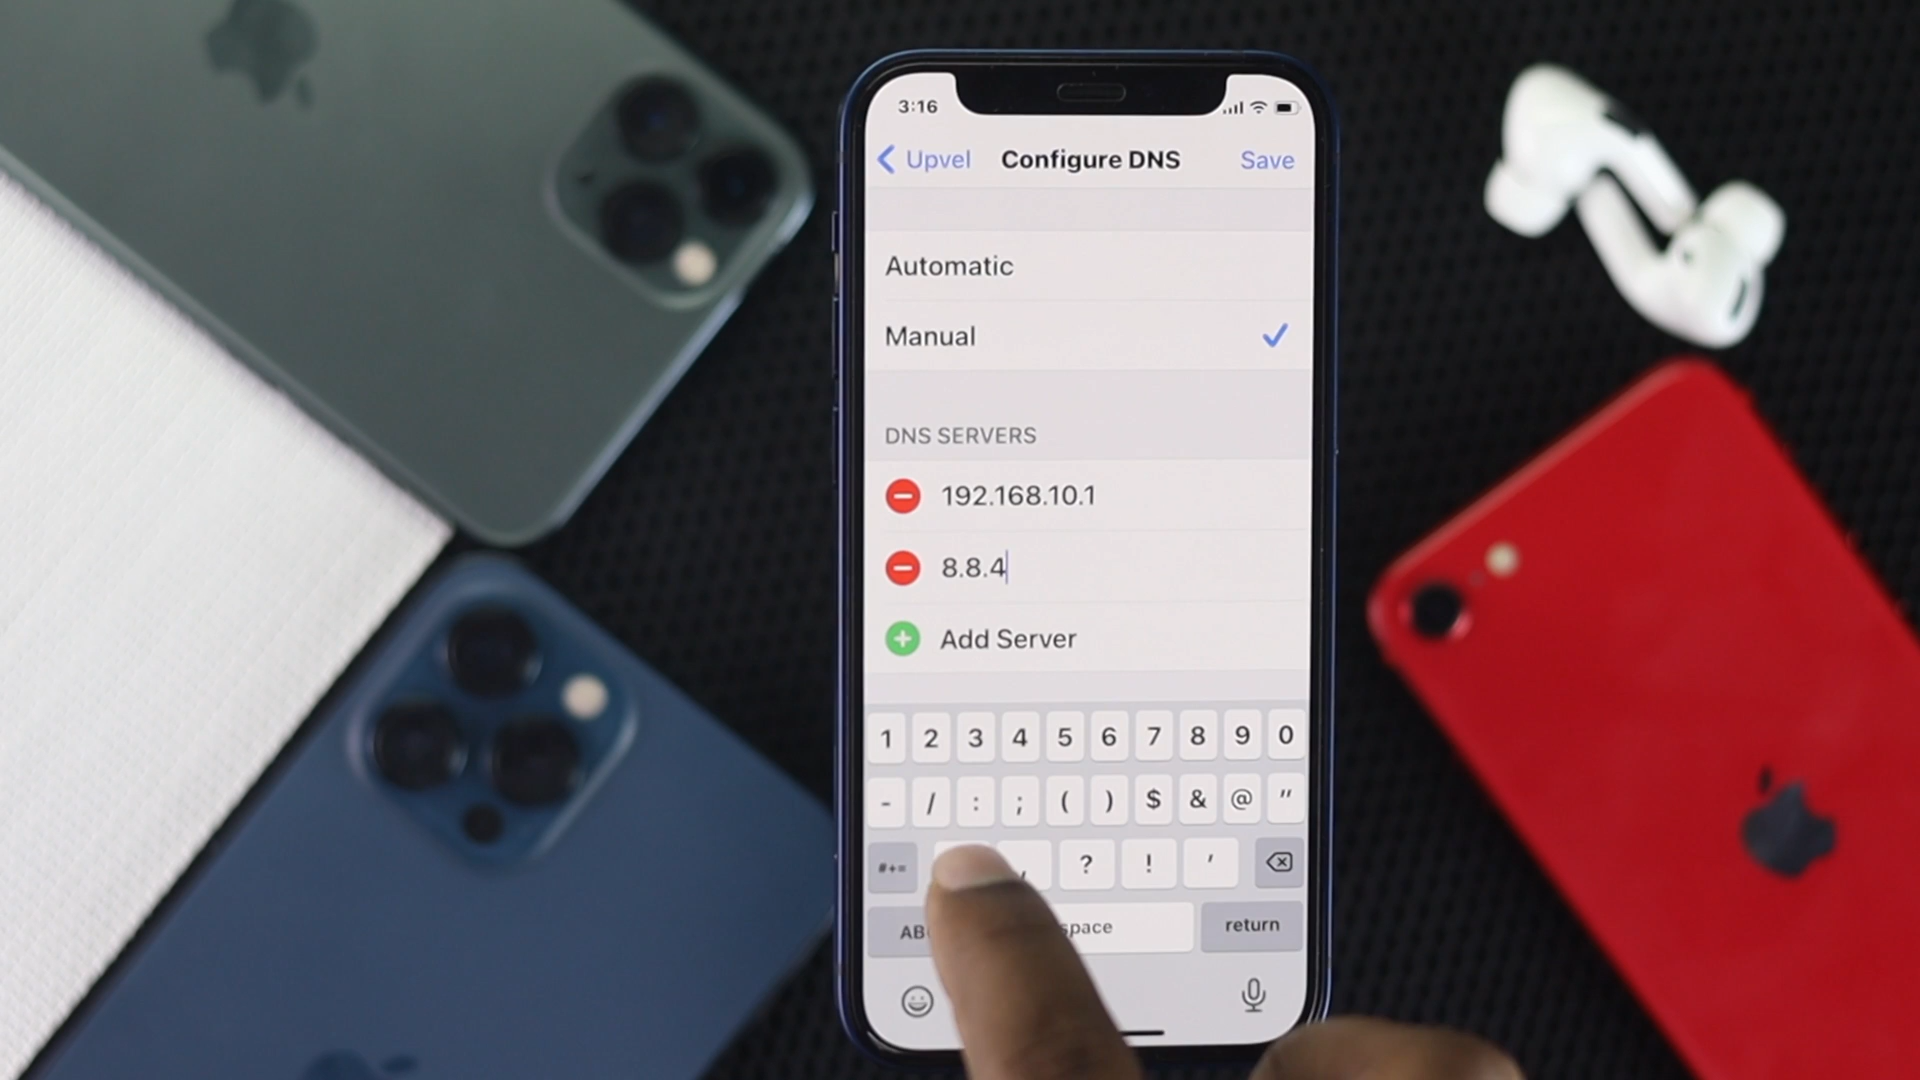 3:16
Upvel Configure DNS Save
Automatic
Manual
DNS SERVERS
192.168.10.1
8.8.4
Add Server
1 2 3 4 5 6 7 8 9 0
- / : ; ( ) $ & @ "
#+= , ? ! '
space return